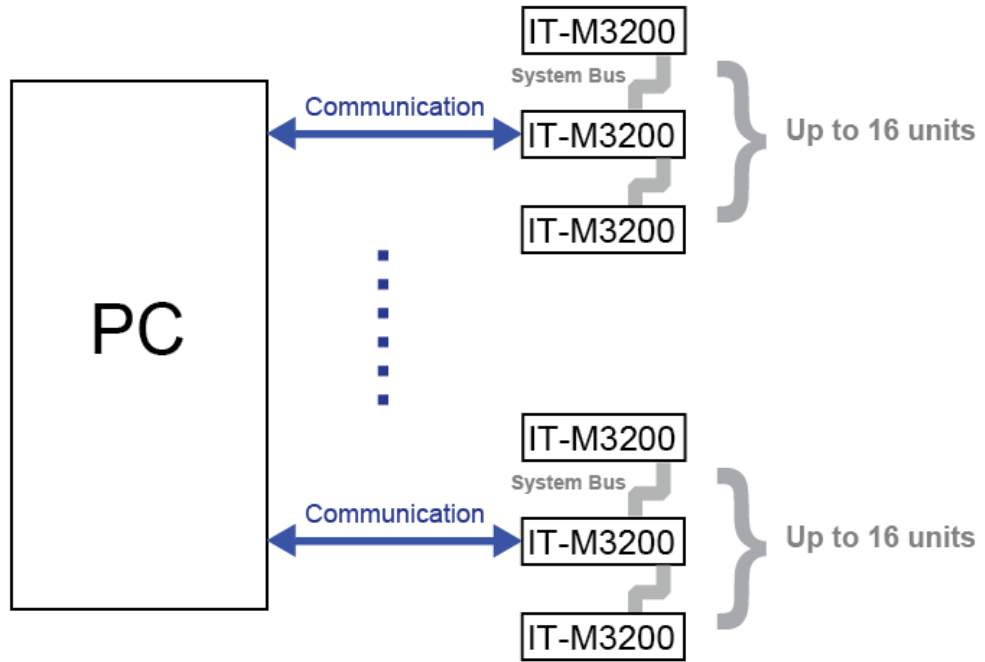 IT-M3200
System Bus
Communication
IT-M3200
Up to 16 units
IT-M3200
PC
IT-M3200
System Bus
Communication
IT-M3200
Up to 16 units
IT-M3200